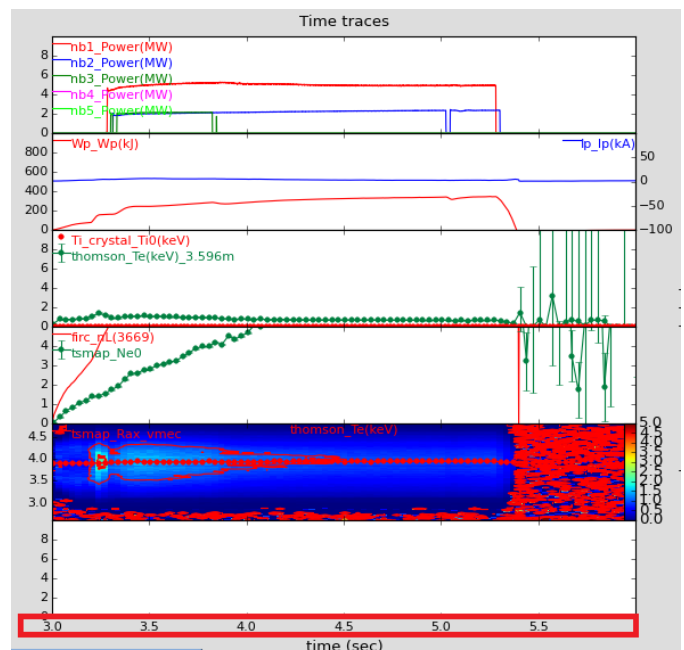 Time traces
8
6
4
2
0
nb1_Power(MW)
nb2_Power(MW)
nb3_Power(MW)
nb4_Power(MW)
nb5_Power(MW)
800
600
400
200
0
Wp_Wp(kJ)
Ip_Ip(kA)
50
0
−50
−100
8
6
4
2
0
Ti_crystal_Ti0(keV)
thomson_Te(keV)_3.596m
4
3
2
1
0
firc_nL(3669)
tsmap_Ne0
4.5
4.0
3.5
3.0
tsmap_Rax_vmec
thomson_Te(keV)
5.0
4.5
4.0
3.5
3.0
2.5
2.0
1.5
1.0
0.5
0.0
8
6
4
2
0
3.0 3.5 4.0 4.5 5.0 5.5
time (sec)